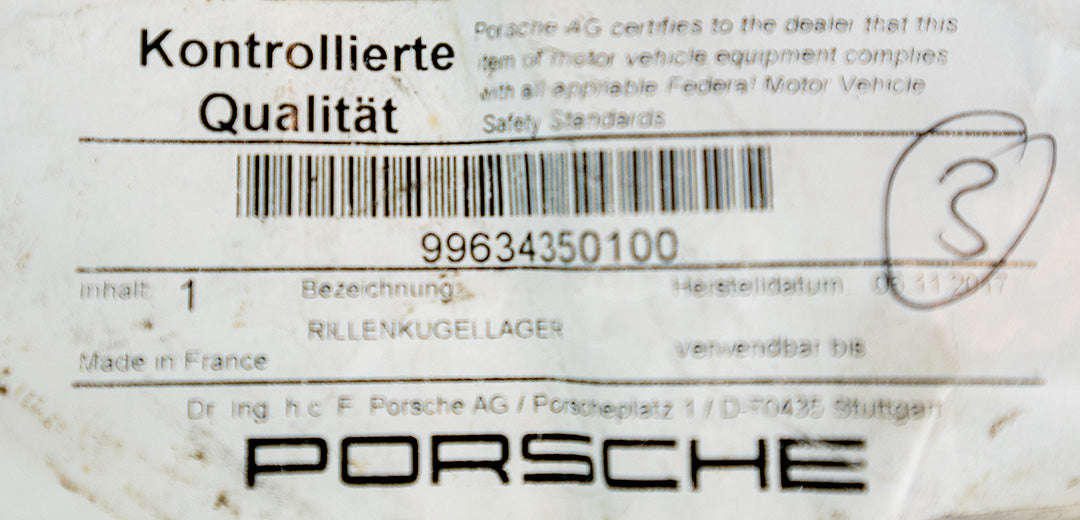 Kontrollierte
Qualität
Porsche AG certifies to the dealer that this
item of motor vehicle equipment complies
with all appriable Federal Motor Vehicle
Safety Standards
99634350100
3
Inhalt 1 Bezeichnung: Herstelldatum 11 2017
RILLENKUGELLAGER
verwendbar bis
Made in France
Dr Ing h c F Porsche AG / Porscheplatz 1 / D-70435 Stuttgart
PORSCHE